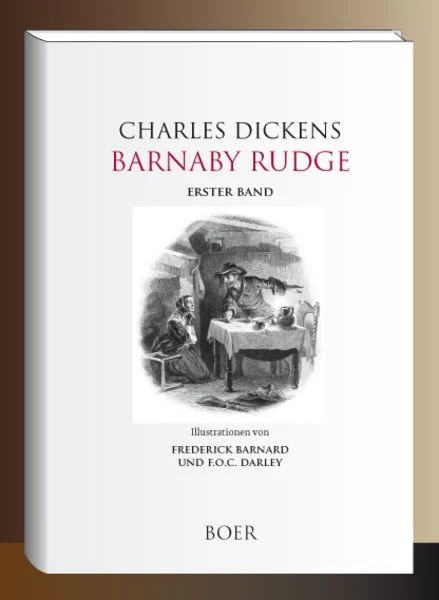 CHARLES DICKENS
BARNABY RUDGE
ERSTER BAND
Illustrationen von
FREDERICK BARNARD
UND F.O.C. DARLEY
BOER